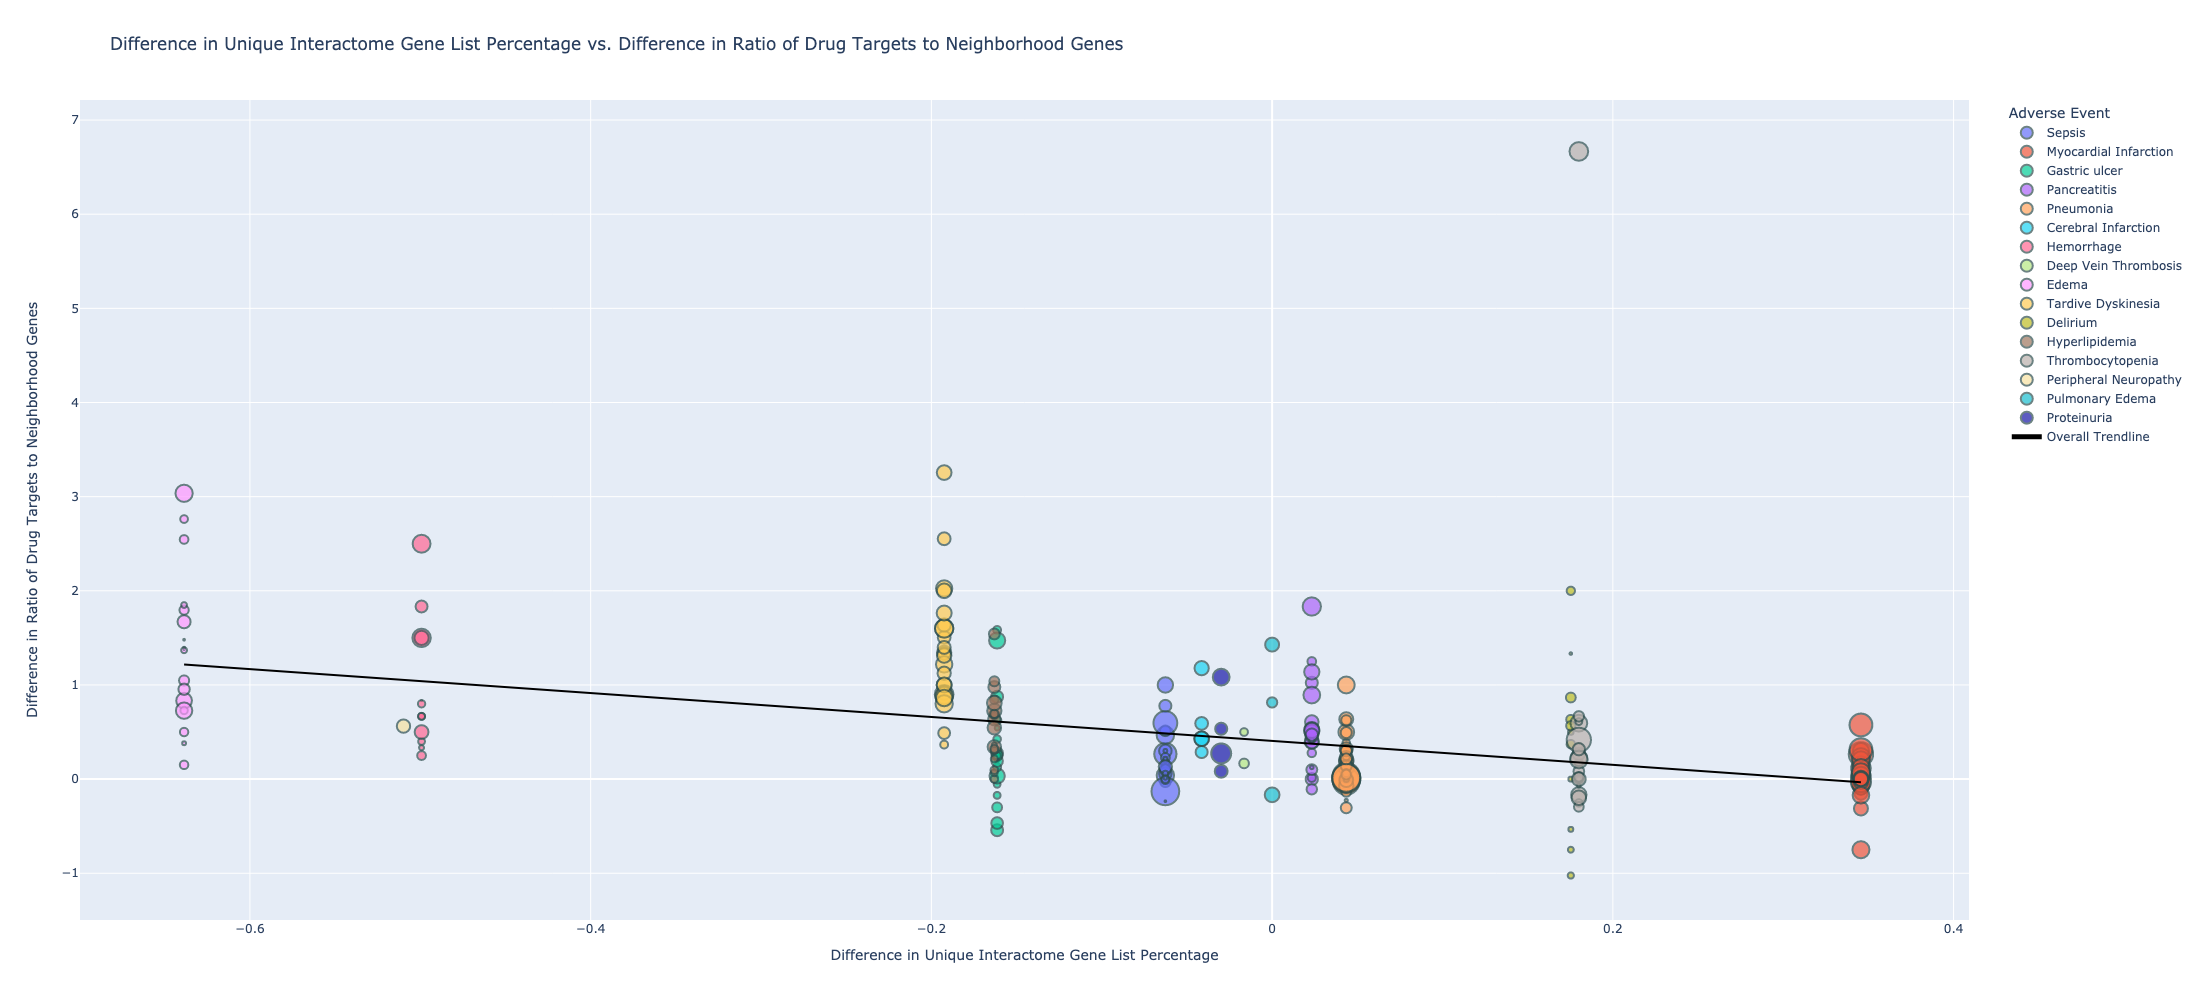 Difference in Unique Interactome Gene List Percentage vs. Difference in Ratio of Drug Targets to Neighborhood Genes
Difference in Ratio of Drug Targets to Neighborhood Genes
7
6
5
4
3
2
1
0
−1
−0.6
−0.4
−0.2
0
0.2
0.4
Difference in Unique Interactome Gene List Percentage
Adverse Event
Sepsis
Myocardial Infarction
Gastric ulcer
Pancreatitis
Pneumonia
Cerebral Infarction
Hemorrhage
Deep Vein Thrombosis
Edema
Tardive Dyskinesia
Delirium
Hyperlipidemia
Thrombocytopenia
Peripheral Neuropathy
Pulmonary Edema
Proteinuria
Overall Trendline